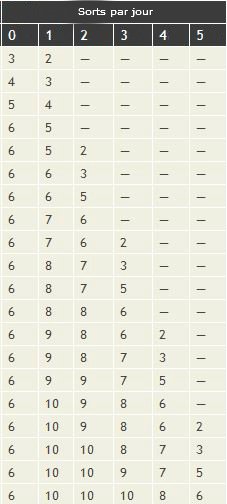 Sorts par jour
0 1 2 3 4 5
3 2 — — — —
4 3 — — — —
5 4 — — — —
6 5 — — — —
6 5 2 — — —
6 6 3 — — —
6 6 5 — — —
6 7 6 — — —
6 7 6 2 — —
6 8 7 3 — —
6 8 7 5 — —
6 8 8 6 — —
6 9 8 6 2 —
6 9 8 7 3 —
6 9 9 7 5 —
6 10 9 8 6 —
6 10 9 8 6 2
6 10 10 8 7 3
6 10 10 9 7 5
6 10 10 10 8 6